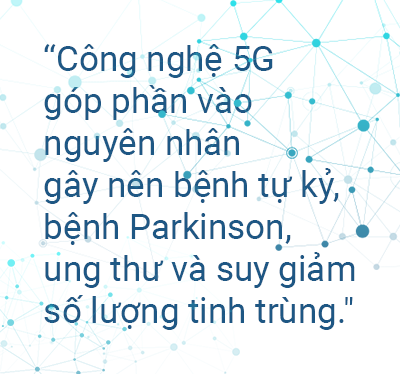 “Công nghệ 5G
góp phần vào
nguyên nhân
gây nên bệnh tự kỷ,
bệnh Parkinson,
ung thư và suy giảm
số lượng tinh trùng."